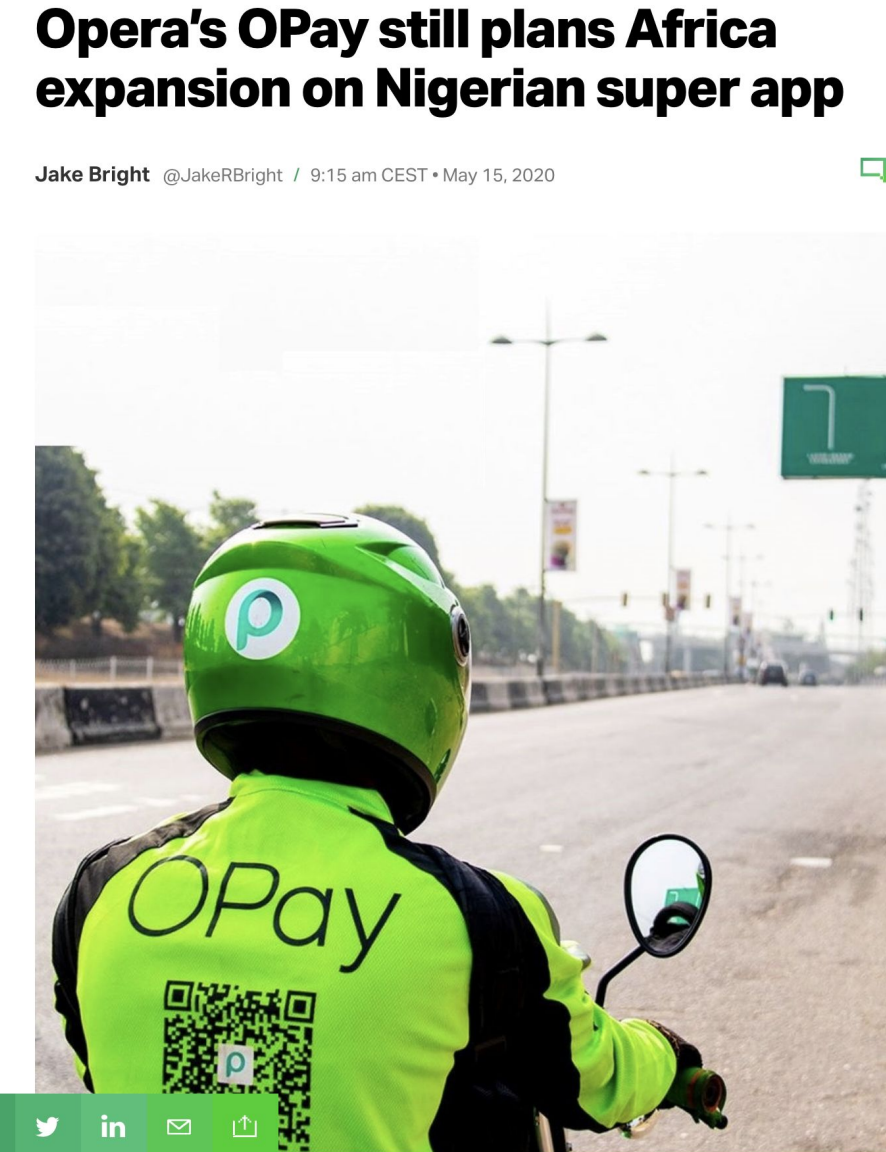 Opera’s OPay still plans Africa
expansion on Nigerian super app
Jake Bright @JakeRBright / 9:15 am CEST • May 15, 2020
OPay
in